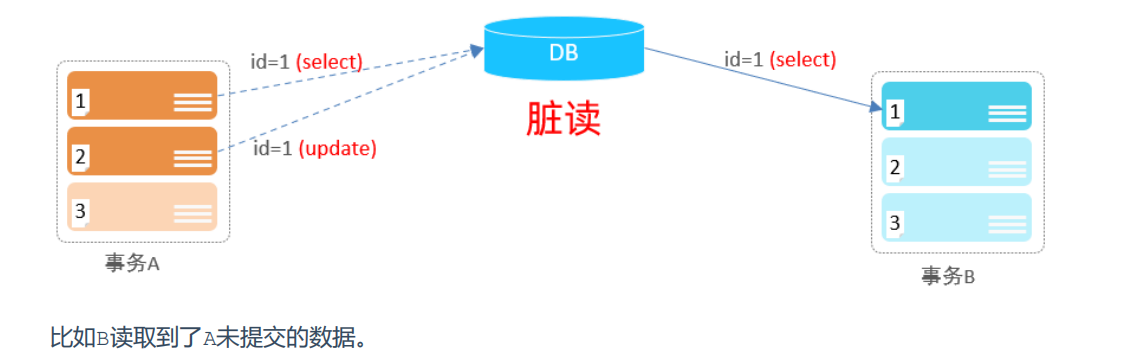 DB
id=1 (select)
id=1 (select)
1
1
脏读
2
id=1 (update)
2
3
3
事务A
事务B
比如B读取到了A未提交的数据。